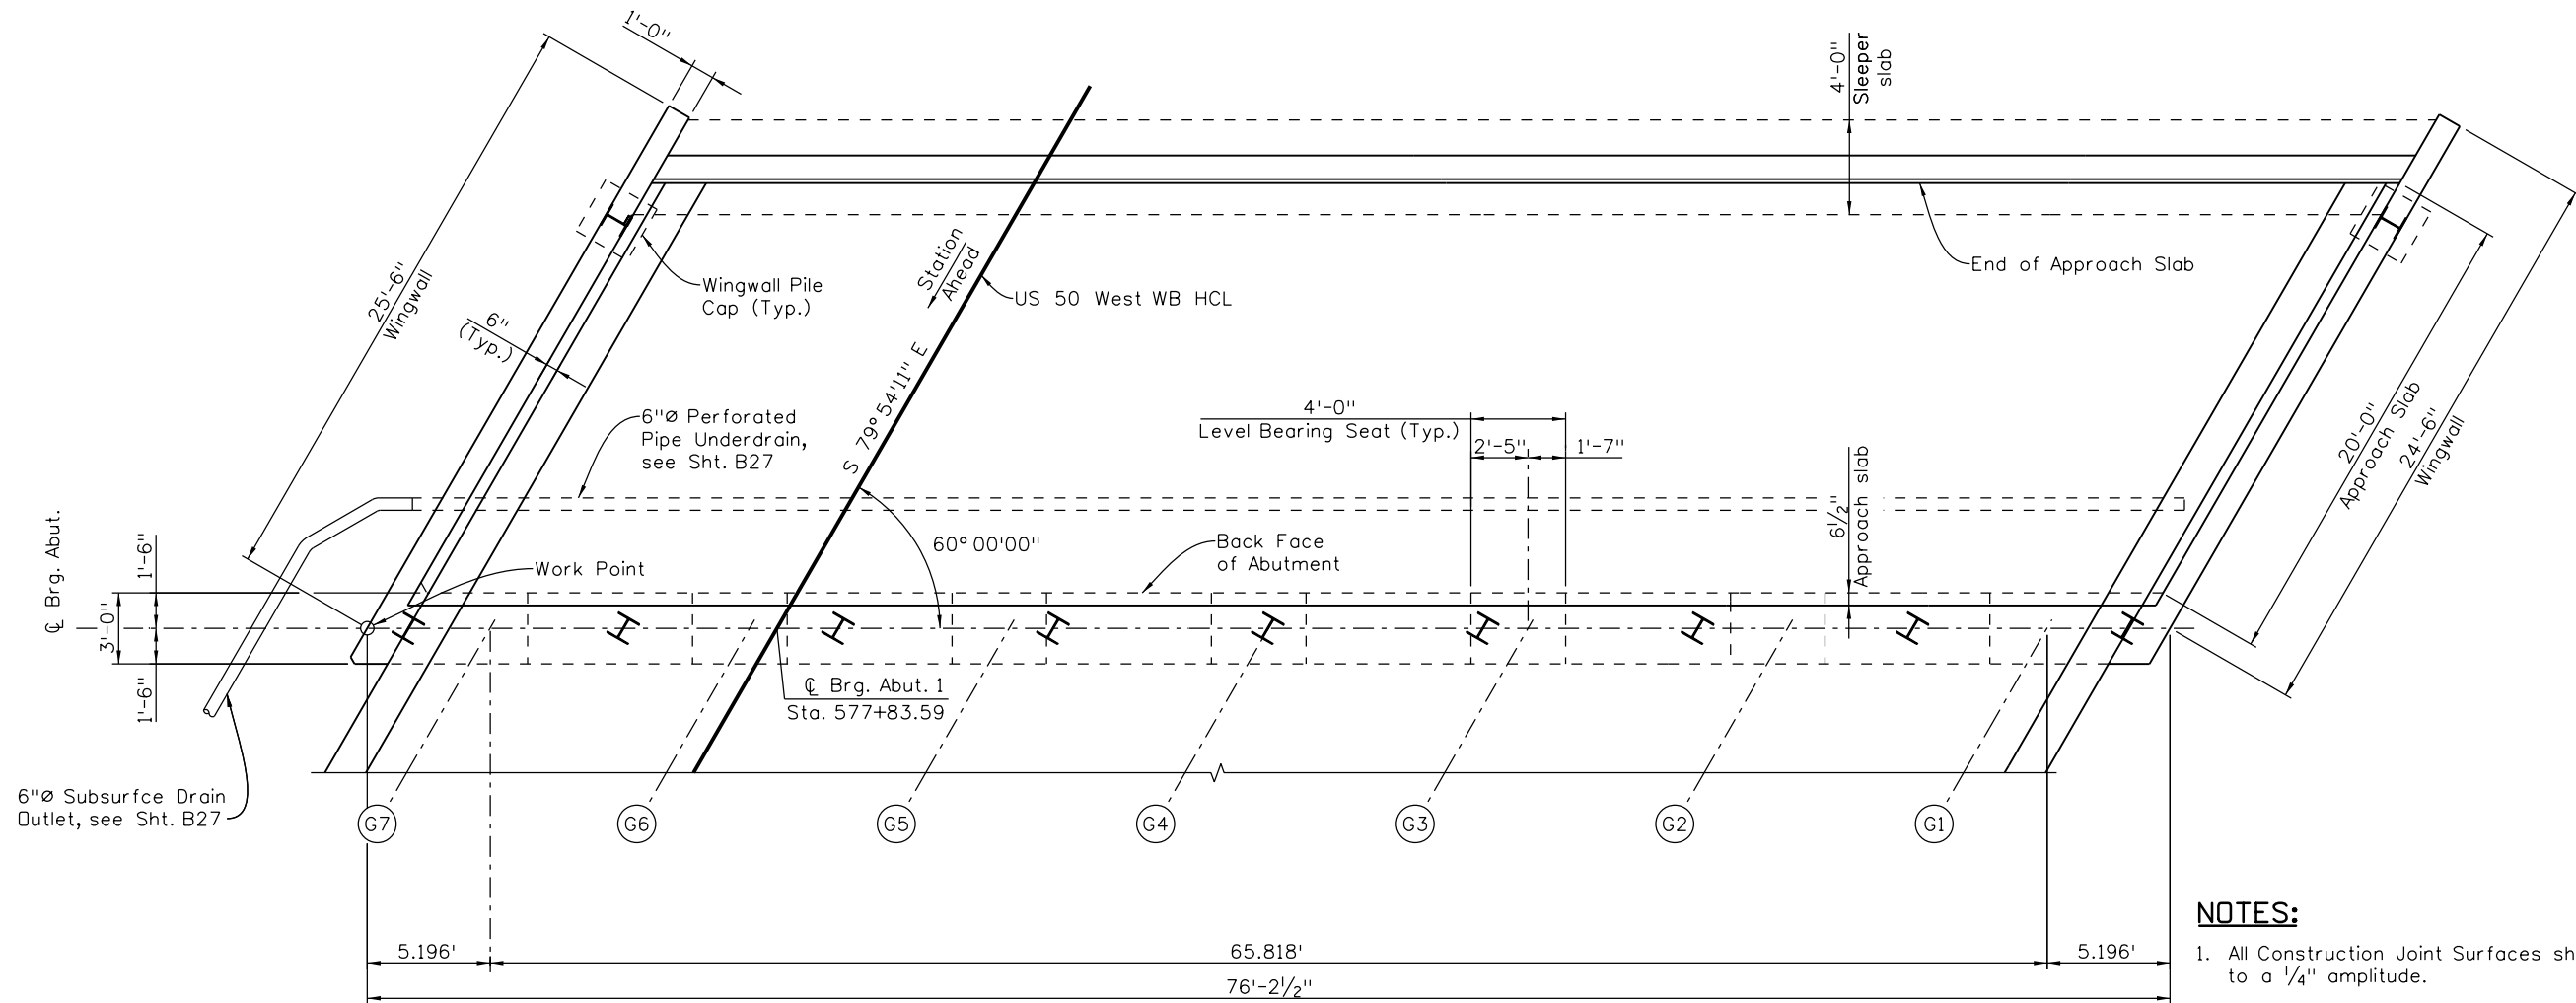 1'-0"
4'-0"
Sleeper
slab
25'-6"
Wingwall
Station
Ahead
End of Approach Slab
Wingwall Pile
Cap (Typ.)
US 50 West WB HCL
6"
(Typ.)
S 79°54'11" E
20'-0"
Approach Slab
24'-6"
Wingwall
6"Ø Perforated
Pipe Underdrain,
see Sht. B27
4'-0"
Level Bearing Seat (Typ.)
2'-5"
1'-7"
6½"
Approach slab
℄ Brg. Abut.
1'-6"
3'-0"
1'-6"
60°00'00"
Back Face
of Abutment
Work Point
℄ Brg. Abut. 1
Sta. 577+83.59
6"Ø Subsurfce Drain
Outlet, see Sht. B27
G7
G6
G5
G4
G3
G2
G1
5.196'
65.818'
5.196'
76'-2½"
NOTES:
1. All Construction Joint Surfaces sh
to a ¼" amplitude.